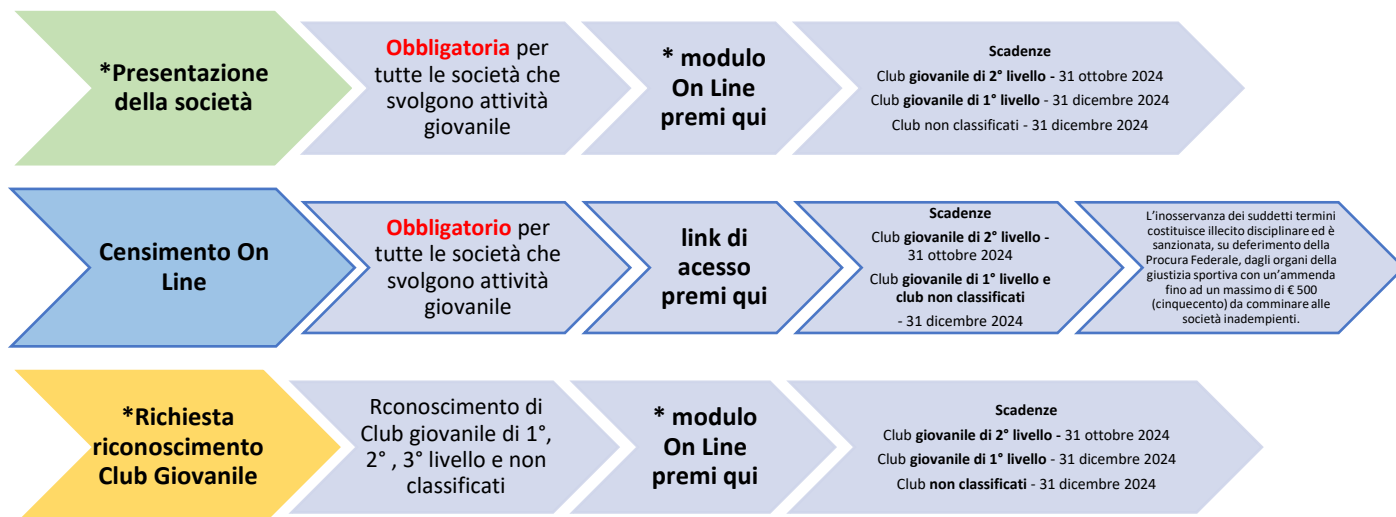 *Presentazione
della società
Obbligatoria per
tutte le società che
svolgono attività
giovanile
* modulo
On Line
premi qui
Scadenze
Club giovanile di 2° livello - 31 ottobre 2024
Club giovanile di 1° livello - 31 dicembre 2024
Club non classificati - 31 dicembre 2024
Censimento On
Line
Obbligatorio per
tutte le società che
svolgono attività
giovanile
link di
acesso
premi qui
Scadenze
Club giovanile di 2° livello -
31 ottobre 2024
Club giovanile di 1° livello e
club non classificati
- 31 dicembre 2024
L'inosservanza dei suddetti termini
costituisce illecito disciplinare ed è
sanzionata, su deferimento della
Procura Federale, dagli organi della
giustizia sportiva con un'ammenda
fino ad un massimo di € 500
(cinquecento) da comminare alle
società inadempienti.
*Richiesta
riconoscimento
Club Giovanile
Rconoscimento di
Club giovanile di 1°,
2° , 3° livello e non
classificati
* modulo
On Line
premi qui
Scadenze
Club giovanile di 2° livello - 31 ottobre 2024
Club giovanile di 1° livello - 31 dicembre 2024
Club non classificati - 31 dicembre 2024